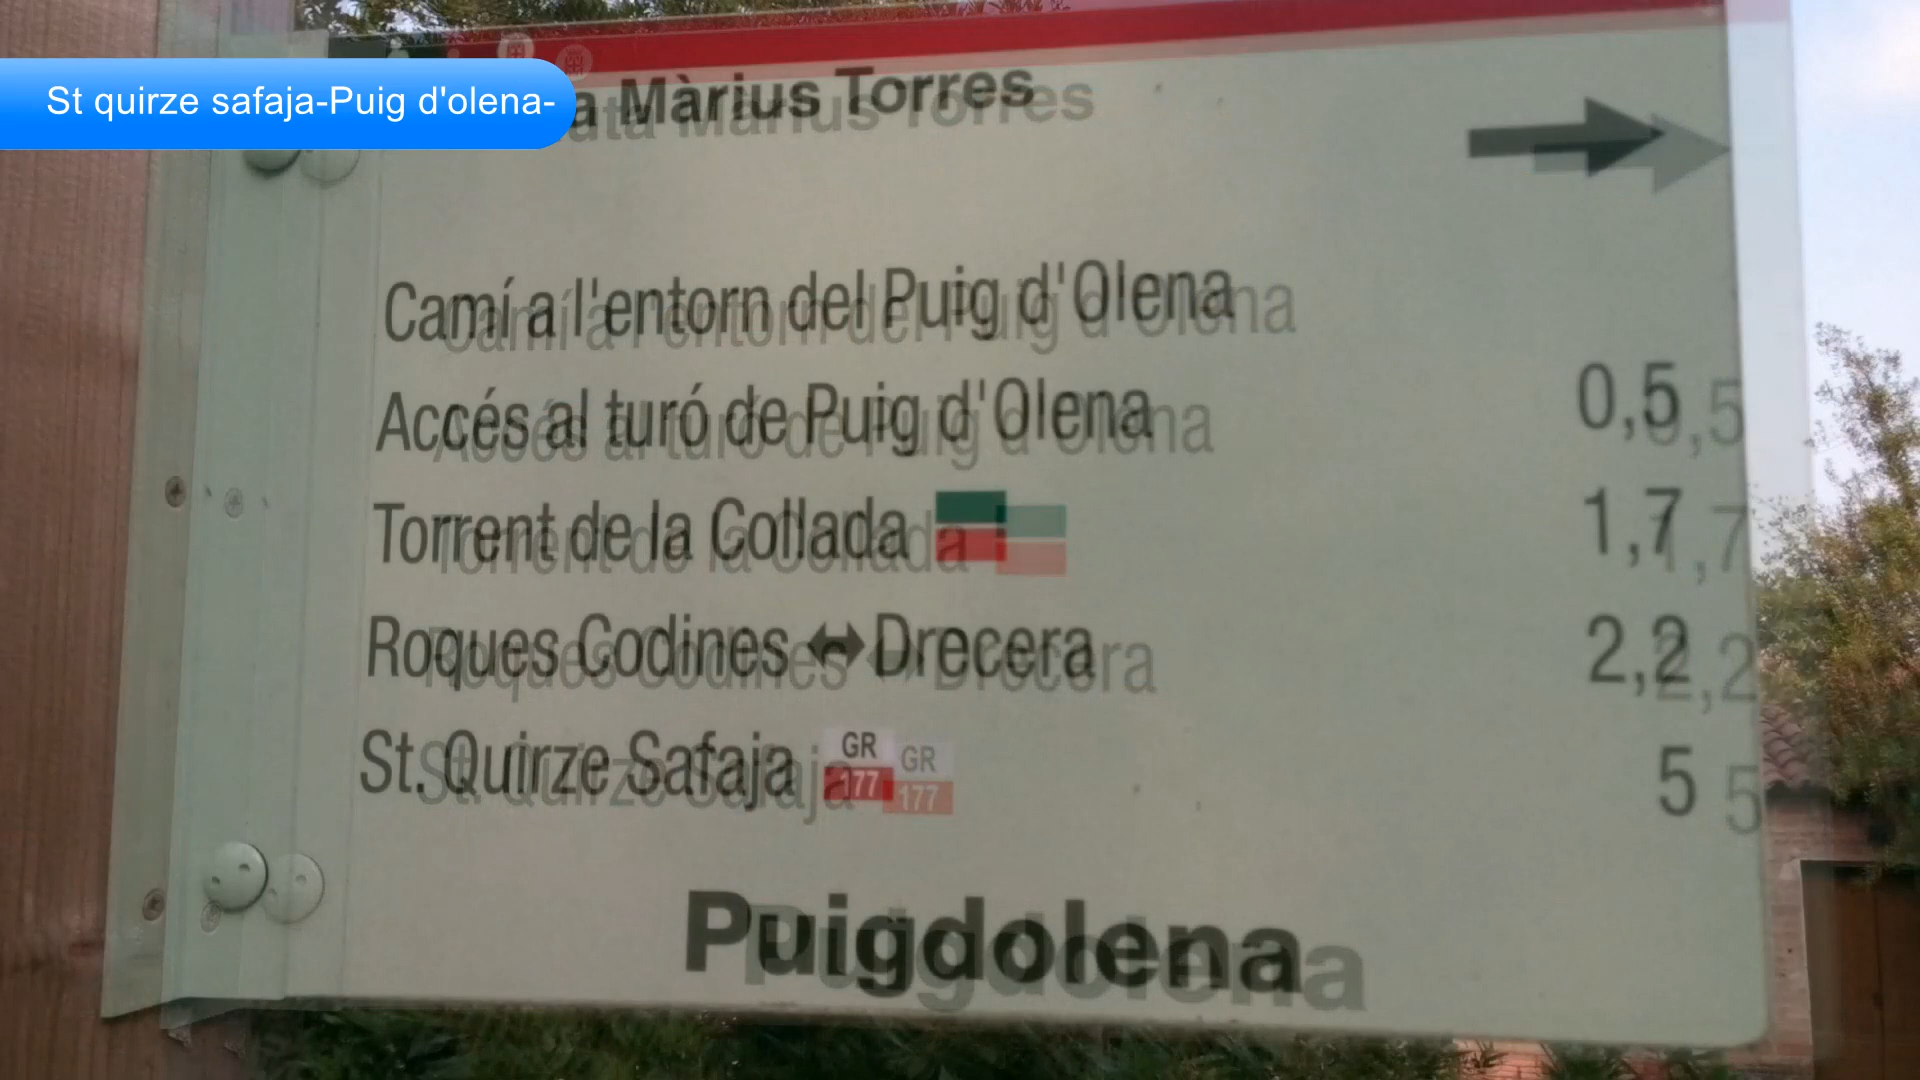 St quirze safaja-Puig d'olena-
Màrius Torres
Camí a l'entorn del Puig d'Olena
Accés al turó de Puig d'Olena 0,5
Torrent de la Collada 1,7
Roques Codines ↔ Drecera 2,2
St. Quirze Safaja GR 177 5
Puigdolena